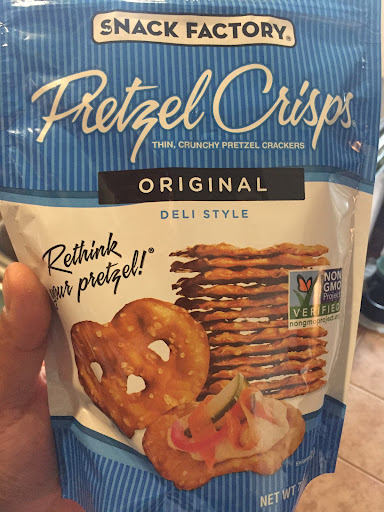 SNACK FACTORY®
Pretzel Crisps®
THIN, CRUNCHY PRETZEL CRACKERS
ORIGINAL
DELI STYLE
Rethink
your pretzel!®
NON
GMO
Project
VERIFIED
nongmoproject.org
NET WT